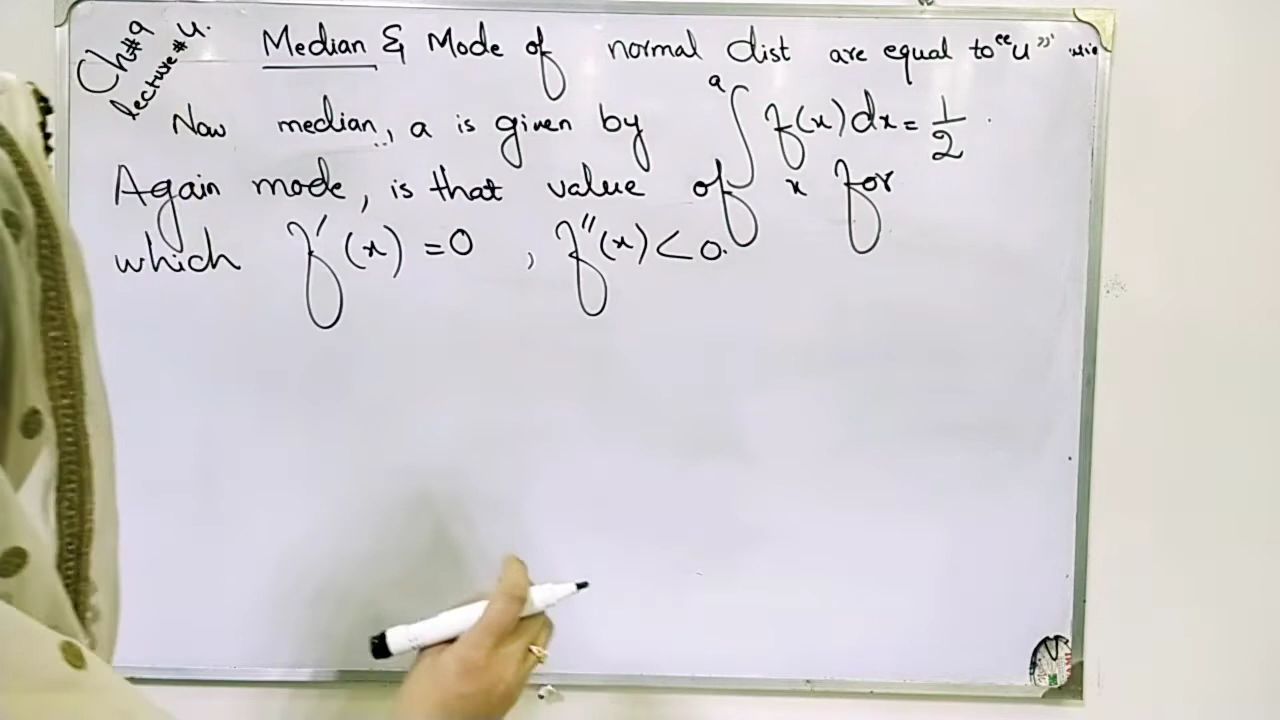 Ch#9
lecture#4.
Median & Mode of normal dist are equal to "u"
Now median, a is given by ∫ᵃ f(x)dx = 1/2
Again mode, is that value of x for
which f'(x) = 0 , f''(x) < 0.